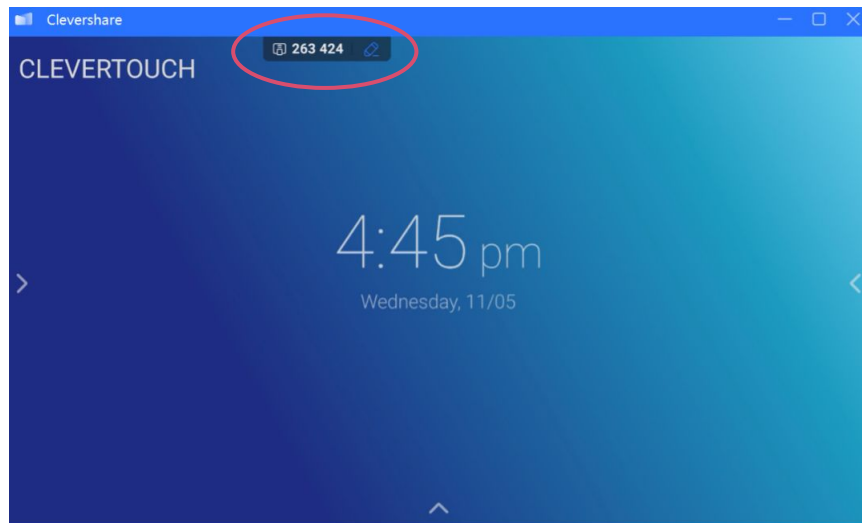 Clevershare
263 424
CLEVERTOUCH
4:45 pm
Wednesday, 11/05